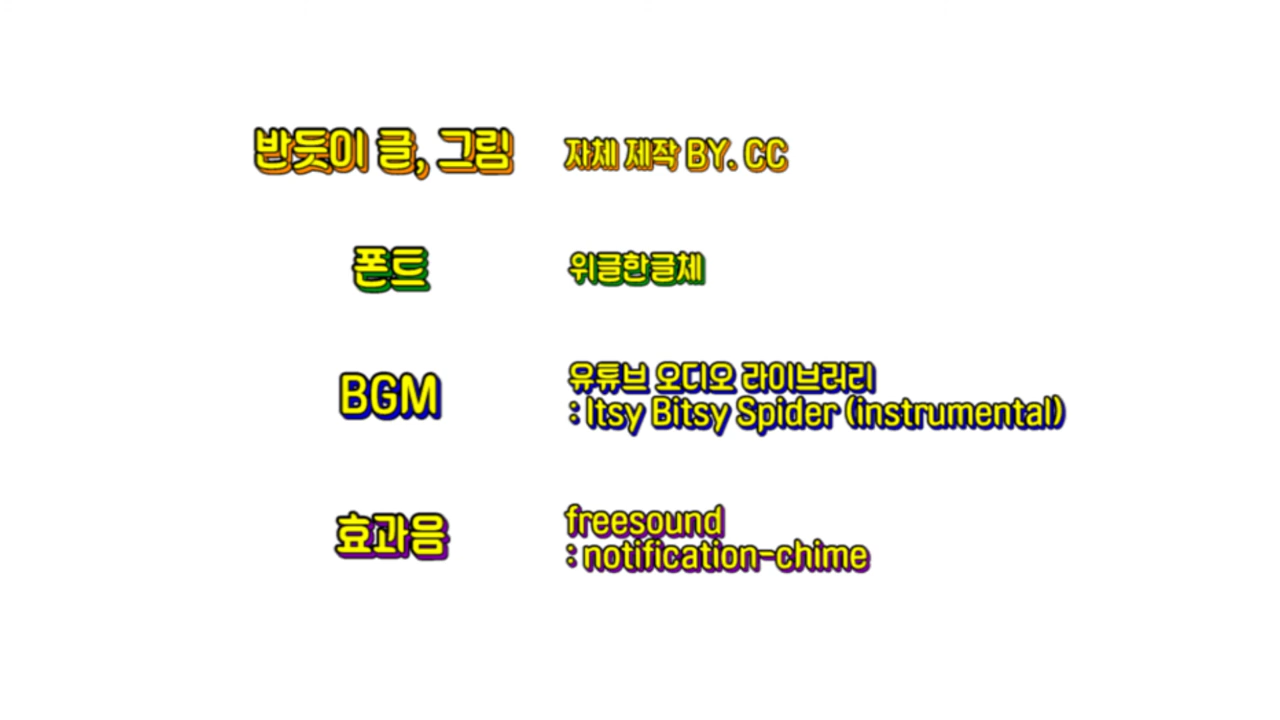 반듯이 글, 그림 자체 제작 BY. CC
폰트 위글한글체
BGM 유튜브 오디오 라이브러리
: Itsy Bitsy Spider (instrumental)
효과음 freesound
: notification-chime